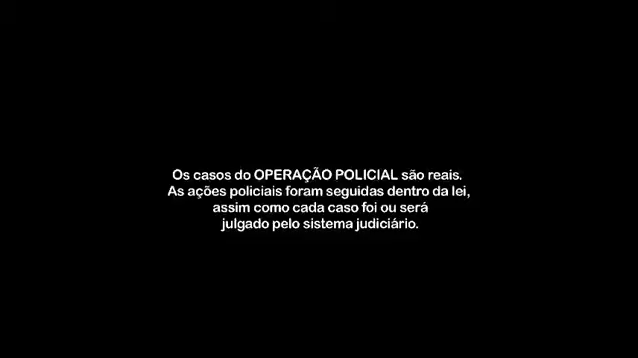 Os casos do OPERAÇÃO POLICIAL são reais.
As ações policiais foram seguidas dentro da lei,
assim como cada caso foi ou será
julgado pelo sistema judiciário.